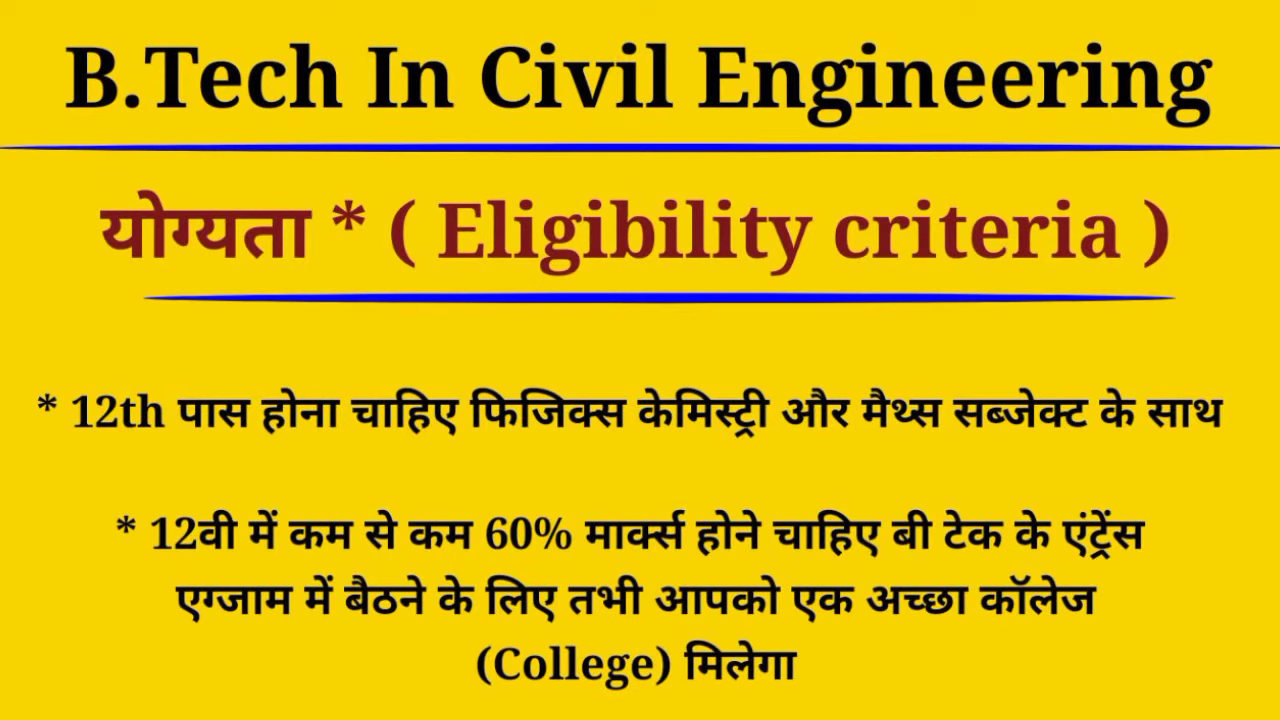 B.Tech In Civil Engineering
योग्यता * ( Eligibility criteria )
* 12th पास होना चाहिए फिजिक्स केमिस्ट्री और मैथ्स सब्जेक्ट के साथ
* 12वी में कम से कम 60% मार्क्स होने चाहिए बी टेक के एंट्रेंस
एग्जाम में बैठने के लिए तभी आपको एक अच्छा कॉलेज
(College) मिलेगा